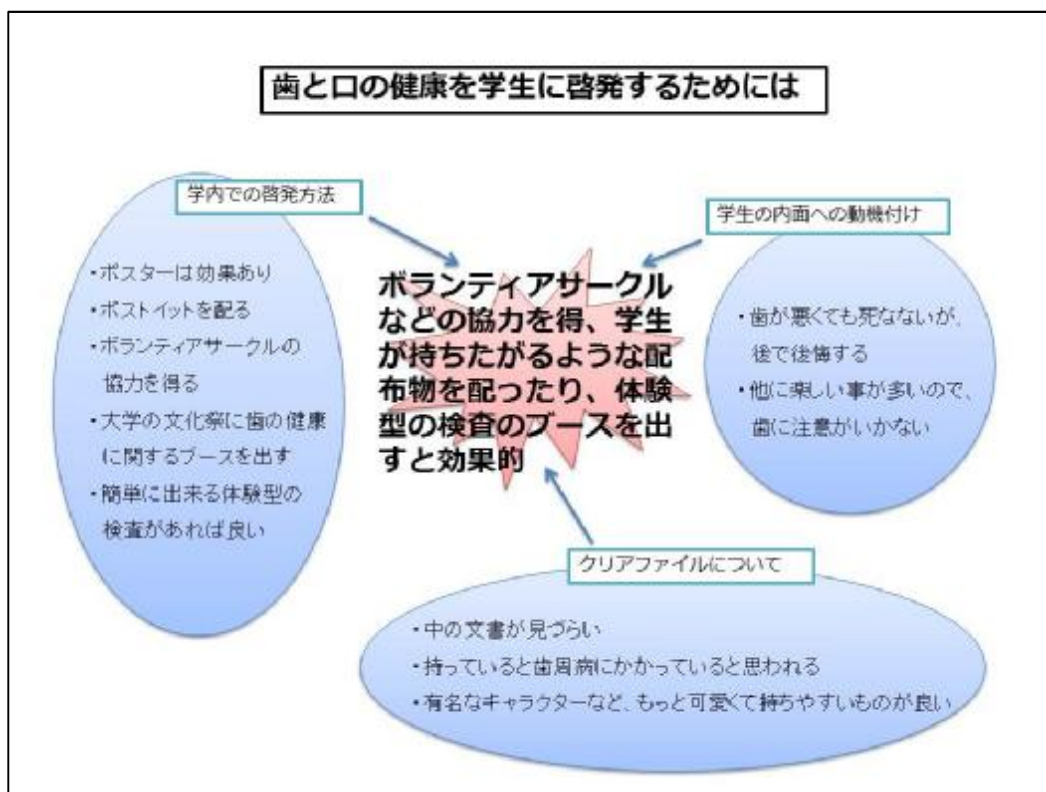 歯と口の健康を学生に啓発するためには
学内での啓発方法
・ポスターは効果あり
・ポストイットを配る
・ボランティアサークルの
協力を得る
・大学の文化祭に歯の健康
に関するブースを出す
・簡単に出来る体験型の
検査があれば良い
ボランティアサークル
などの協力を得、学生
が持ちたがるような配
布物を配ったり、体験
型の検査のブースを出
すと効果的
学生の内面への動機付け
・歯が悪くても死なないが、
後で後悔する
・他に楽しい事が多いので、
歯に注意がいかない
クリアファイルについて
・中の文書が見づらい
・持っていると歯周病にかかっていると思われる
・有名なキャラクターなど、もっと可愛くて持ちやすいものが良い